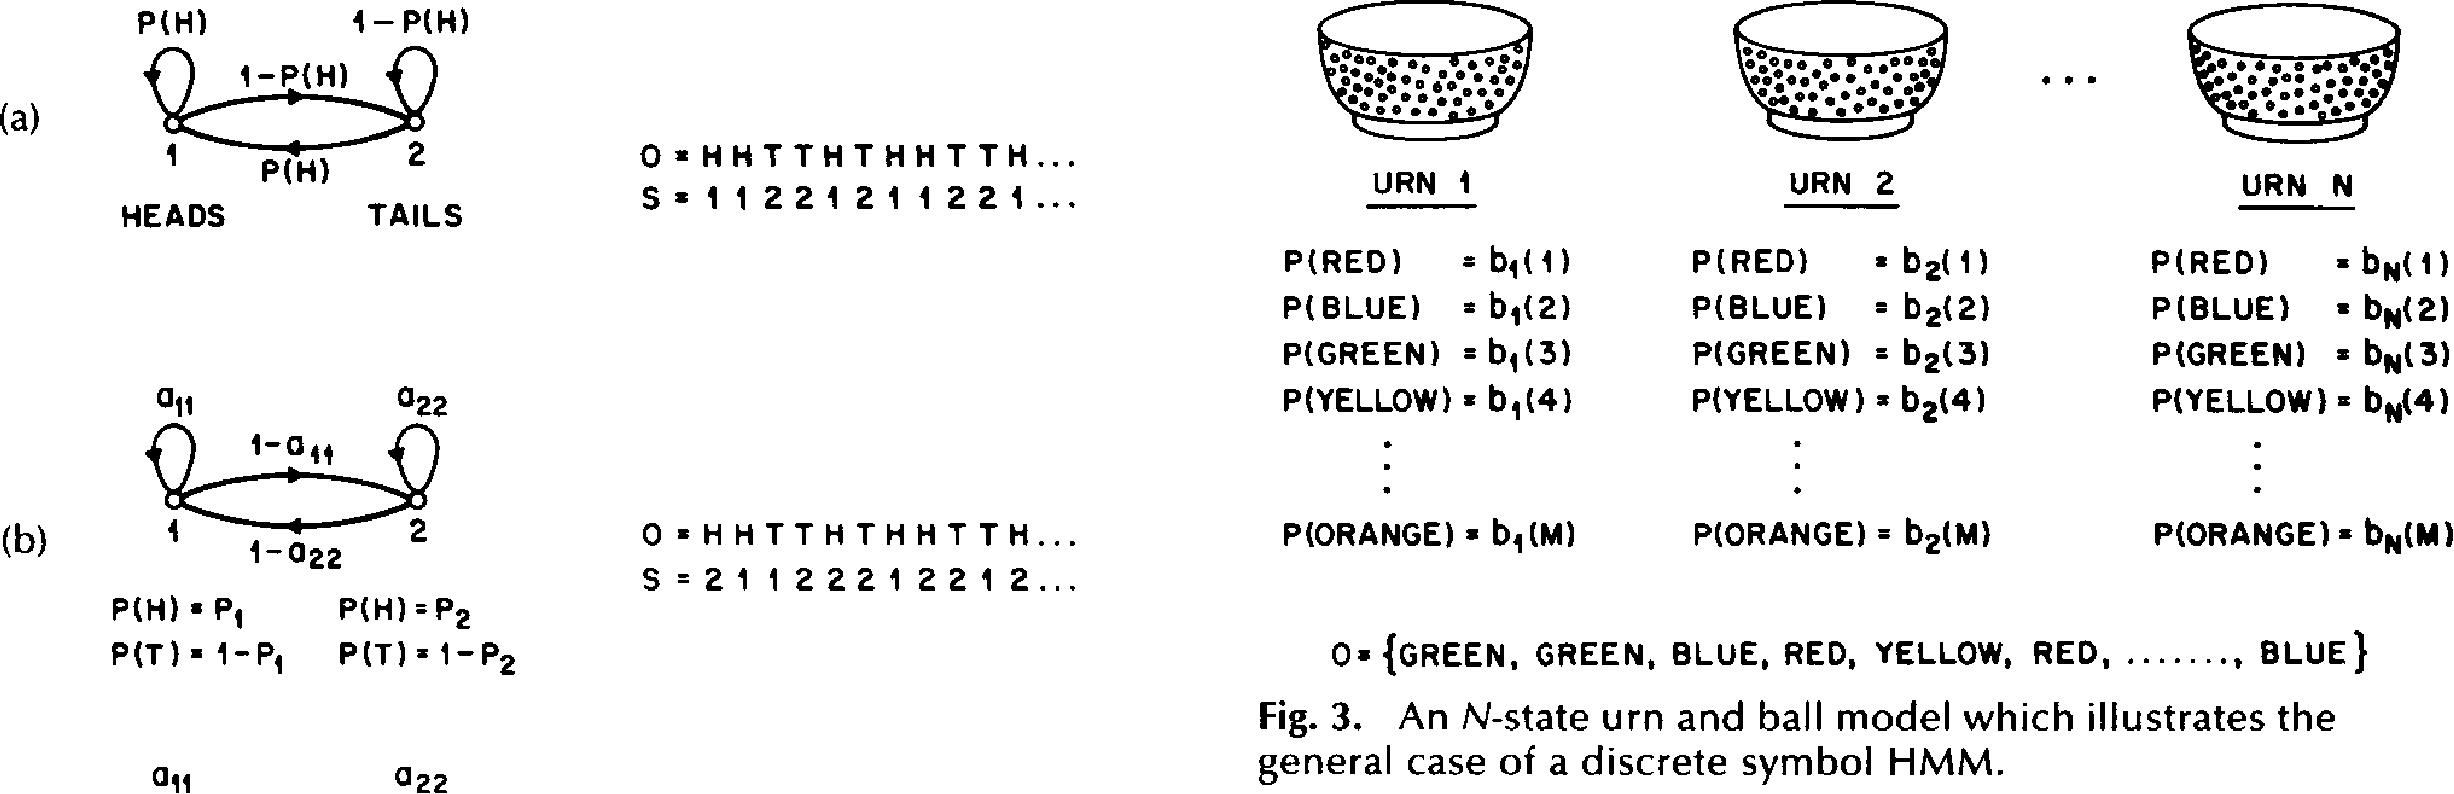 P(H) 1-P(H)
1-P(H)
(a)
1 2
P(H)
HEADS TAILS
O = H H T T H T H H T T H ...
S = 1 1 2 2 1 2 1 1 2 2 1 ...
a11 a22
1-a11
(b)
1 2
1-a22
P(H) = P1 P(H) = P2
P(T) = 1-P1 P(T) = 1-P2
O = H H T T H T H H T T H ...
S = 2 1 1 2 2 2 1 2 2 1 2 ...
a11 a22
...
URN 1 URN 2 URN N
P(RED) = b1(1) P(RED) = b2(1) P(RED) = bN(1)
P(BLUE) = b1(2) P(BLUE) = b2(2) P(BLUE) = bN(2)
P(GREEN) = b1(3) P(GREEN) = b2(3) P(GREEN) = bN(3)
P(YELLOW) = b1(4) P(YELLOW) = b2(4) P(YELLOW) = bN(4)
⋮ ⋮ ⋮
P(ORANGE) = b1(M) P(ORANGE) = b2(M) P(ORANGE) = bN(M)
O = {GREEN, GREEN, BLUE, RED, YELLOW, RED, ......., BLUE}
Fig. 3. An N-state urn and ball model which illustrates the
general case of a discrete symbol HMM.